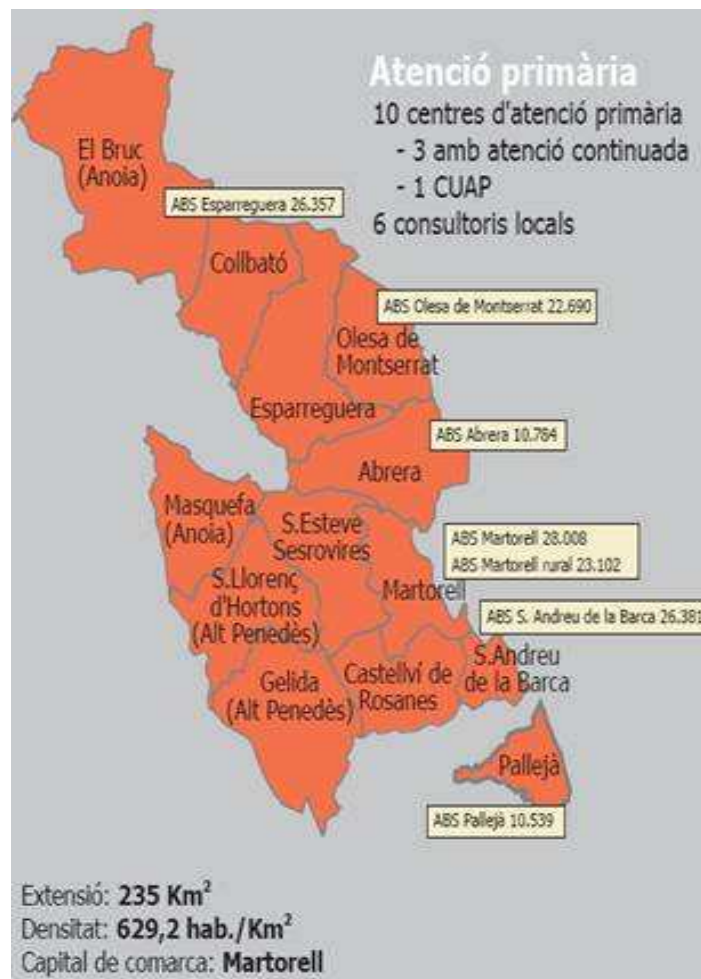 Atenció primària
10 centres d'atenció primària
- 3 amb atenció continuada
- 1 CUAP
6 consultoris locals
El Bruc
(Anoia)
ABS Esparreguera 26.357
Collbató
ABS Olesa de Montserrat 22.690
Olesa de
Montserrat
Esparreguera
ABS Abrera 10.784
Abrera
Masquefa
(Anoia)
S.Esteve
Sesrovires
ABS Martorell 28.008
ABS Martorell rural 23.102
S.Llorenç
d'Hortons
(Alt Penedès)
Martorell
ABS S. Andreu de la Barca 26.381
Gelida
(Alt Penedès)
Castellví de
Rosanes
S.Andreu
de la Barca
Pallejà
ABS Pallejà 10.539
Extensió: 235 Km²
Densitat: 629,2 hab./Km²
Capital de comarca: Martorell